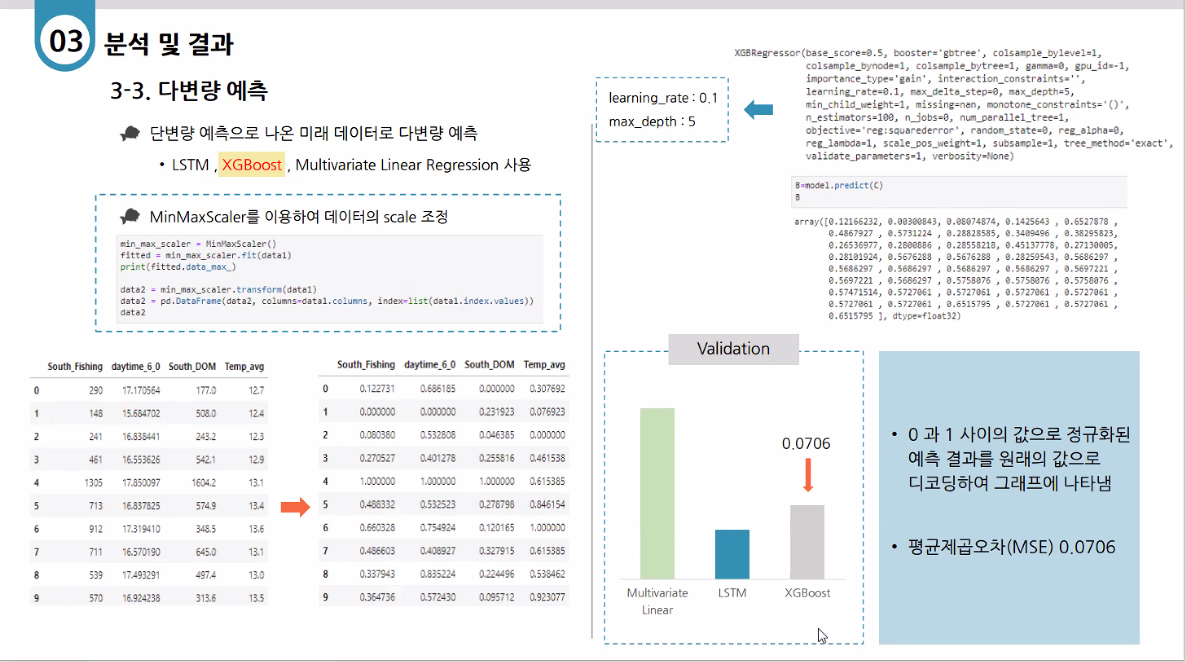 03 분석 및 결과
3-3. 다변량 예측
단변량 예측으로 나온 미래 데이터로 다변량 예측
• LSTM , XGBoost , Multivariate Linear Regression 사용
MinMaxScaler를 이용하여 데이터의 scale 조정
min_max_scaler = MinMaxScaler()
fitted = min_max_scaler.fit(data1)
print(fitted.data_max_)
data2 = min_max_scaler.transform(data1)
data2 = pd.DataFrame(data2, columns=data1.columns, index=list(data1.index.values))
data2
South_Fishing daytime_6_0 South_DOM Temp_avg
0 290 17.170564 177.0 12.7
1 148 15.684702 508.0 12.4
2 241 16.838441 243.2 12.3
3 461 16.553626 542.1 12.9
4 1305 17.850097 1604.2 13.1
5 713 16.837825 574.9 13.4
6 912 17.319410 348.5 13.6
7 711 16.570190 645.0 13.1
8 539 17.493291 497.4 13.0
9 570 16.924238 313.6 13.5
South_Fishing daytime_6_0 South_DOM Temp_avg
0 0.122731 0.686185 0.000000 0.307692
1 0.000000 0.000000 0.231923 0.076923
2 0.080380 0.532808 0.046385 0.000000
3 0.270527 0.401278 0.255816 0.461538
4 1.000000 1.000000 1.000000 0.615385
5 0.488332 0.532523 0.278798 0.846154
6 0.660328 0.754924 0.120165 1.000000
7 0.486603 0.408927 0.327915 0.615385
8 0.337943 0.835224 0.224496 0.538462
9 0.364736 0.572430 0.095712 0.923077
learning_rate : 0.1
max_depth : 5
XGBRegressor(base_score=0.5, booster='gbtree', colsample_bylevel=1,
colsample_bynode=1, colsample_bytree=1, gamma=0, gpu_id=-1,
importance_type='gain', interaction_constraints='',
learning_rate=0.1, max_delta_step=0, max_depth=5,
min_child_weight=1, missing=nan, monotone_constraints='()',
n_estimators=100, n_jobs=0, num_parallel_tree=1,
objective='reg:squarederror', random_state=0, reg_alpha=0,
reg_lambda=1, scale_pos_weight=1, subsample=1, tree_method='exact',
validate_parameters=1, verbosity=None)
B=model.predict(C)
B
array([0.12166232, 0.00300843, 0.08074874, 0.1425643 , 0.6527878 ,
0.4867927 , 0.5731224 , 0.28828585, 0.3409496 , 0.38295823,
0.26536977, 0.2800886 , 0.28558218, 0.45137778, 0.27130005,
0.28101924, 0.5676288 , 0.5676288 , 0.28259543, 0.5686297 ,
0.5686297 , 0.5686297 , 0.5686297 , 0.5686297 , 0.5697221 ,
0.5697221 , 0.5686297 , 0.5758076 , 0.5758076 , 0.5758076 ,
0.57471514, 0.5727061 , 0.5727061 , 0.5727061 , 0.5727061 ,
0.5727061 , 0.5727061 , 0.6515795 , 0.5727061 , 0.5727061 ,
0.6515795 ], dtype=float32)
Validation
0.0706
Multivariate Linear
LSTM
XGBoost
• 0 과 1 사이의 값으로 정규화된
예측 결과를 원래의 값으로
디코딩하여 그래프에 나타냄
• 평균제곱오차(MSE) 0.0706